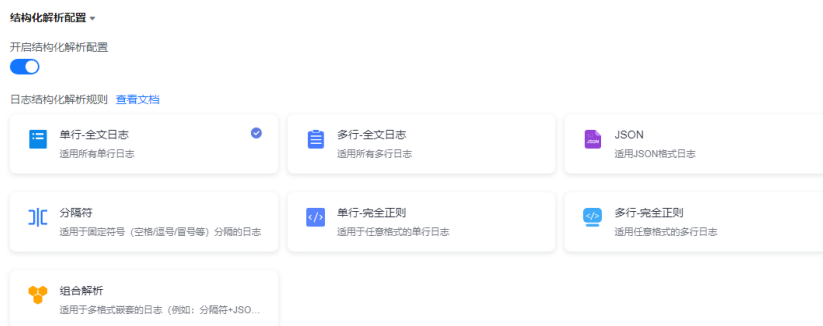 结构化解析配置
开启结构化解析配置
日志结构化解析规则 查看文档
单行-全文日志
适用所有单行日志
多行-全文日志
适用所有多行日志
JSON
JSON
适用JSON格式日志
分隔符
适用于固定符号（空格/逗号/冒号等）分隔的日志
单行-完全正则
适用于任意格式的单行日志
多行-完全正则
适用任意格式的多行日志
组合解析
适用于多格式嵌套的日志（例如：分隔符+JSO...